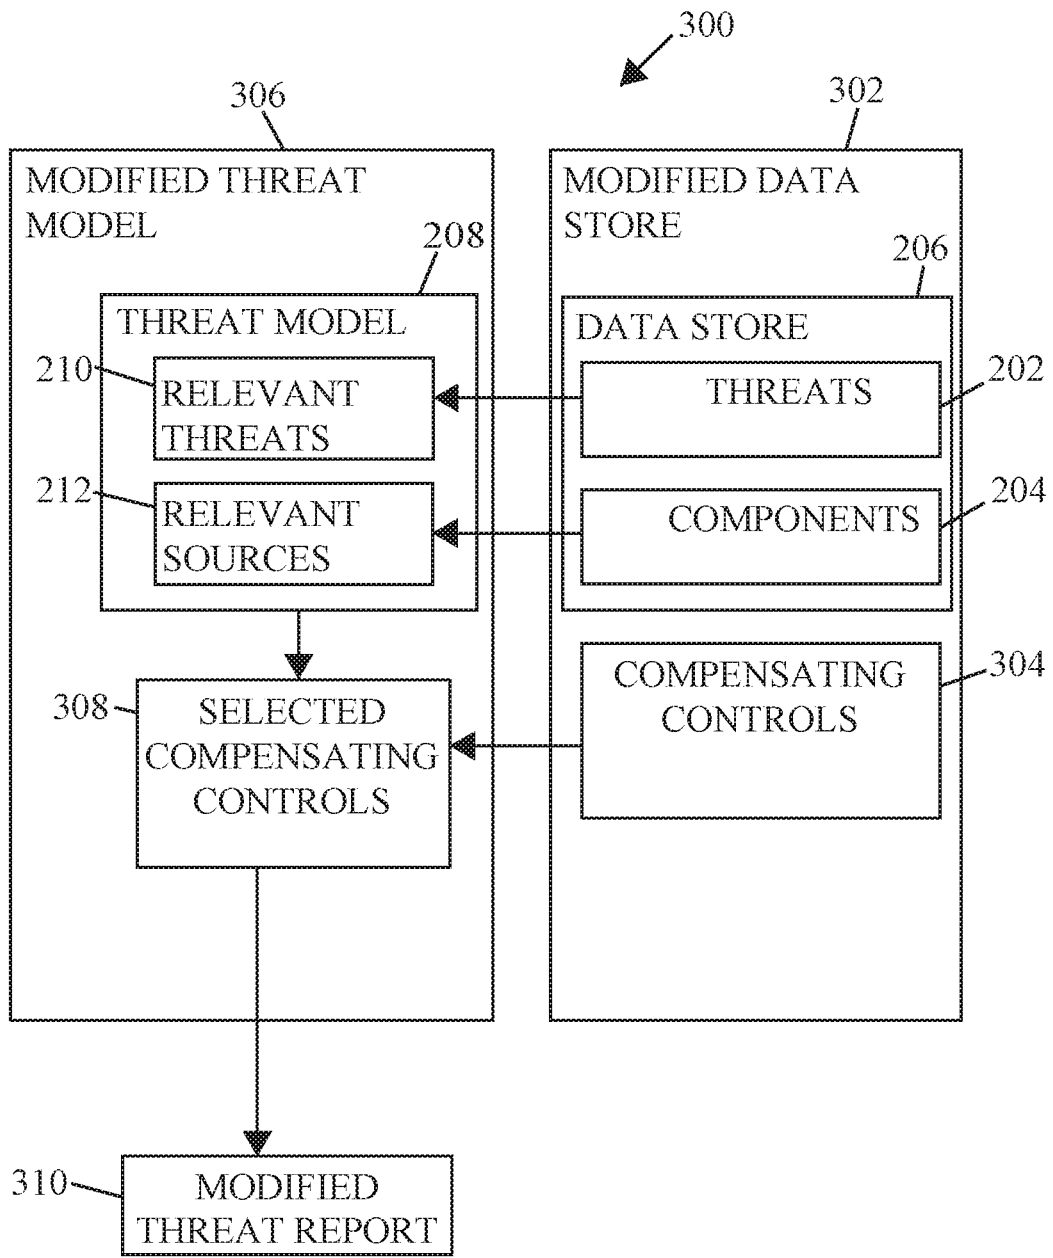 300
306
302
MODIFIED THREAT
MODEL
MODIFIED DATA
STORE
208
206
THREAT MODEL
DATA STORE
210
RELEVANT
THREATS
THREATS
202
212
RELEVANT
SOURCES
COMPONENTS
204
308
SELECTED
COMPENSATING
CONTROLS
COMPENSATING
CONTROLS
304
310
MODIFIED
THREAT REPORT